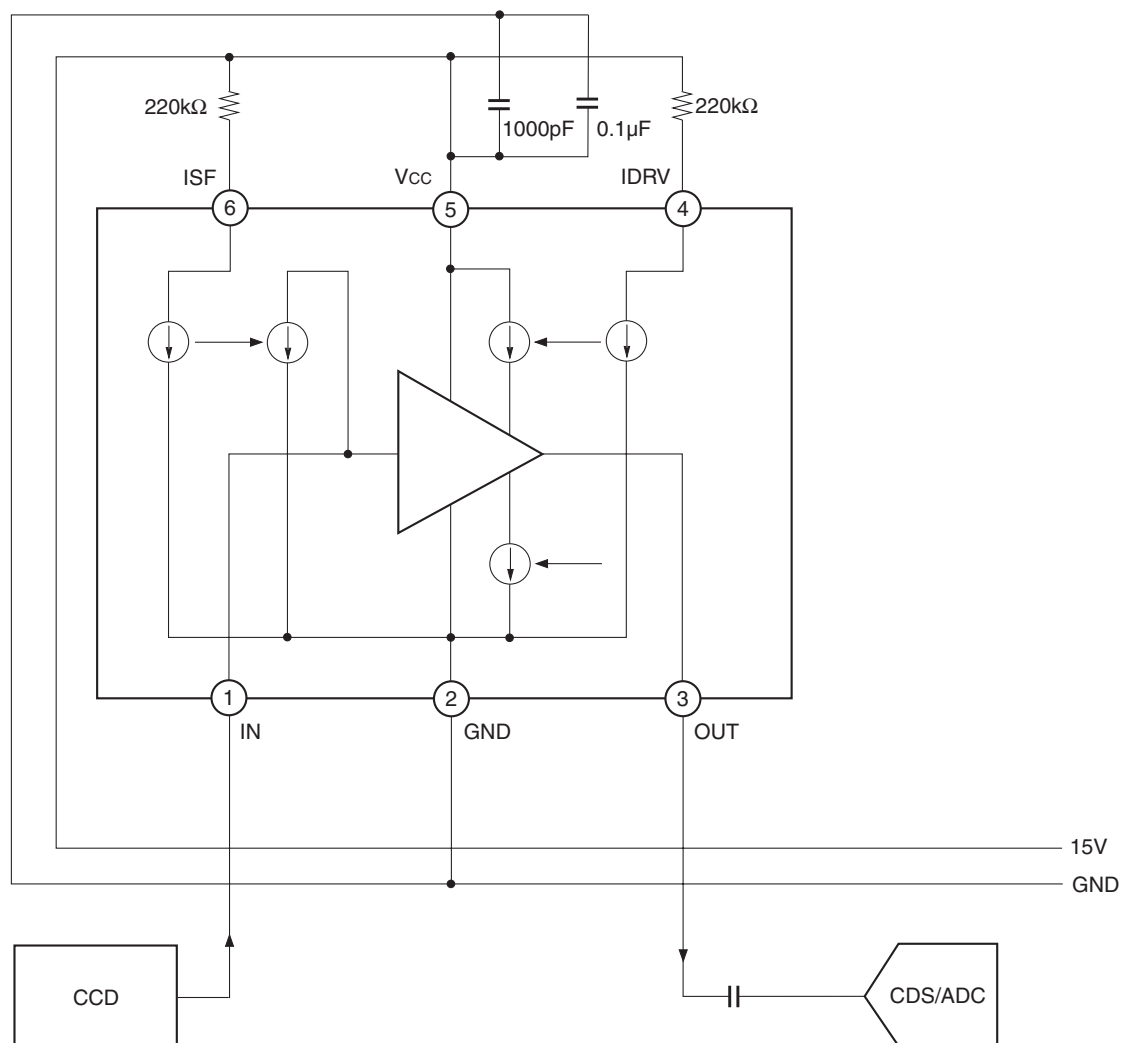 220kΩ
1000pF
0.1µF
220kΩ
ISF
VCC
IDRV
6
5
4
1
2
3
IN
GND
OUT
15V
GND
CCD
CDS/ADC